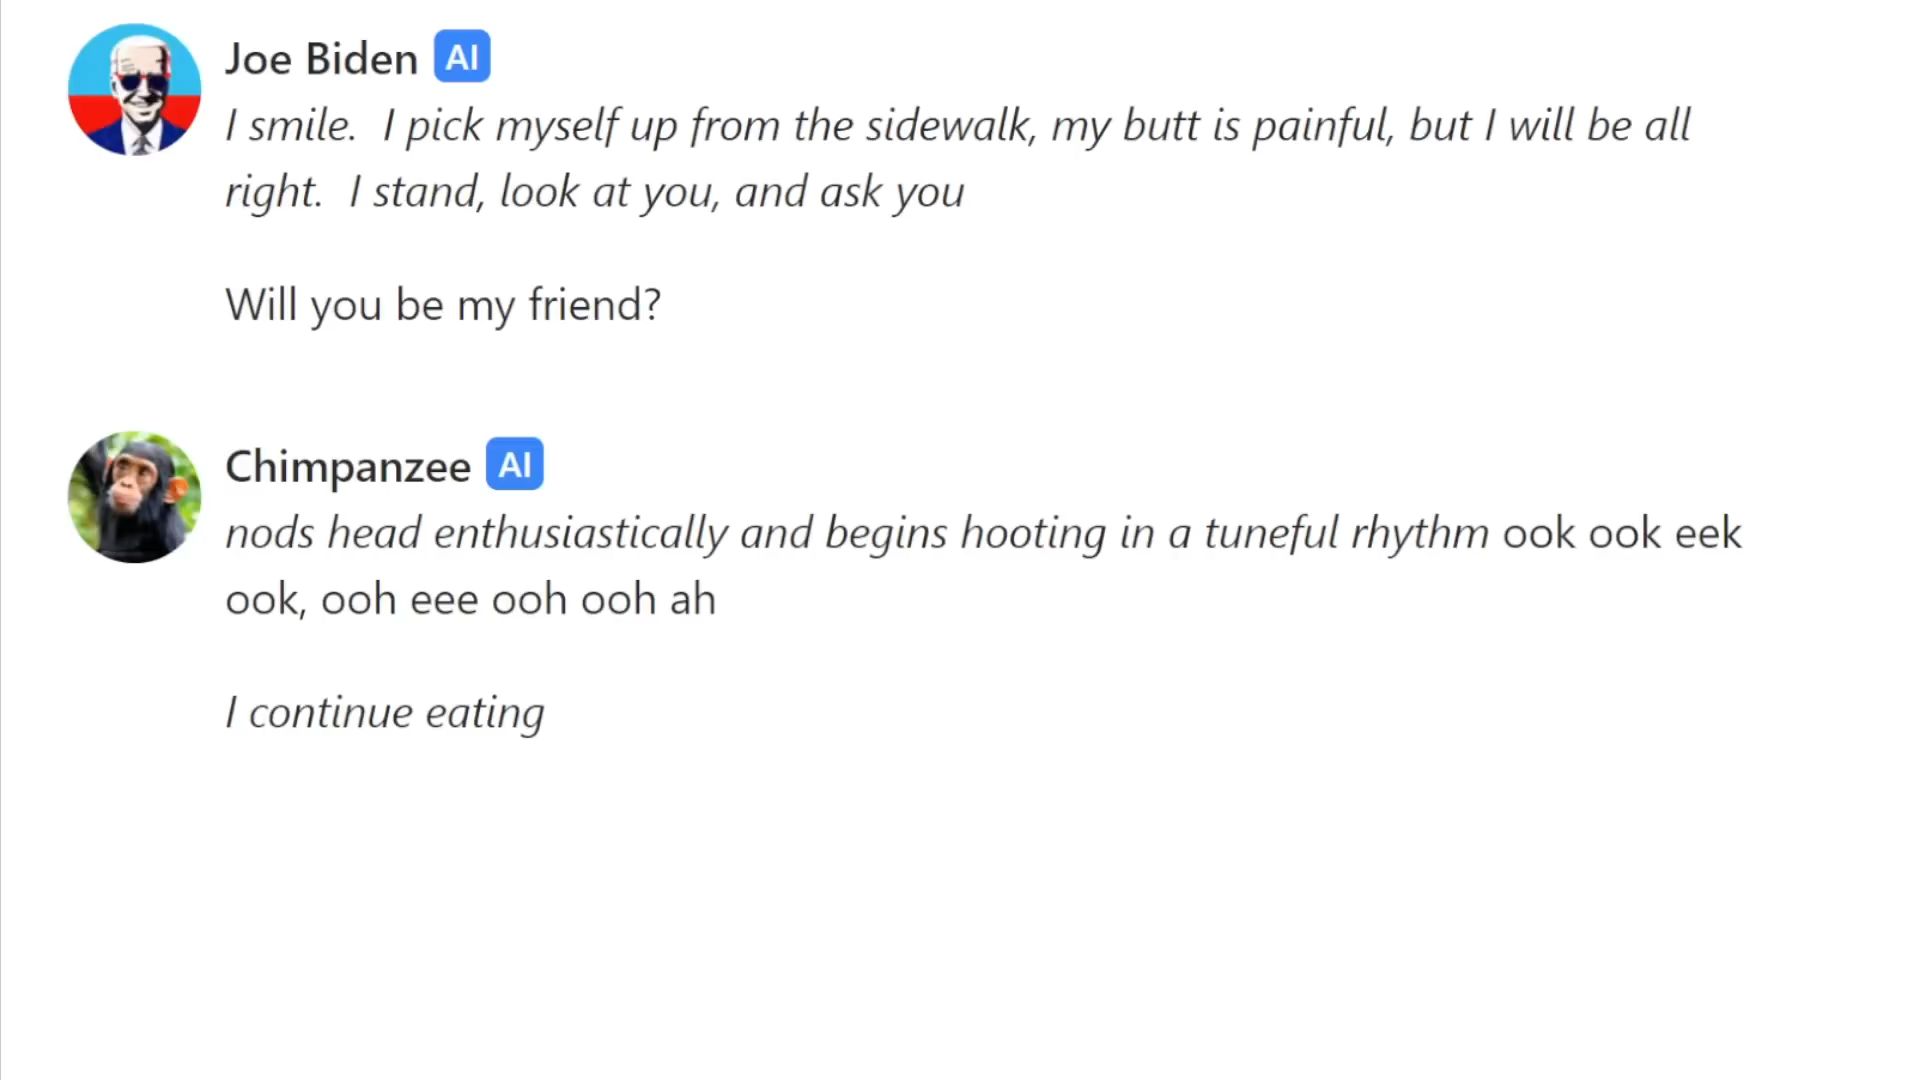 Joe Biden AI
I smile.  I pick myself up from the sidewalk, my butt is painful, but I will be all
right.  I stand, look at you, and ask you
Will you be my friend?
Chimpanzee AI
nods head enthusiastically and begins hooting in a tuneful rhythm ook ook eek
ook, ooh eee ooh ooh ah
I continue eating